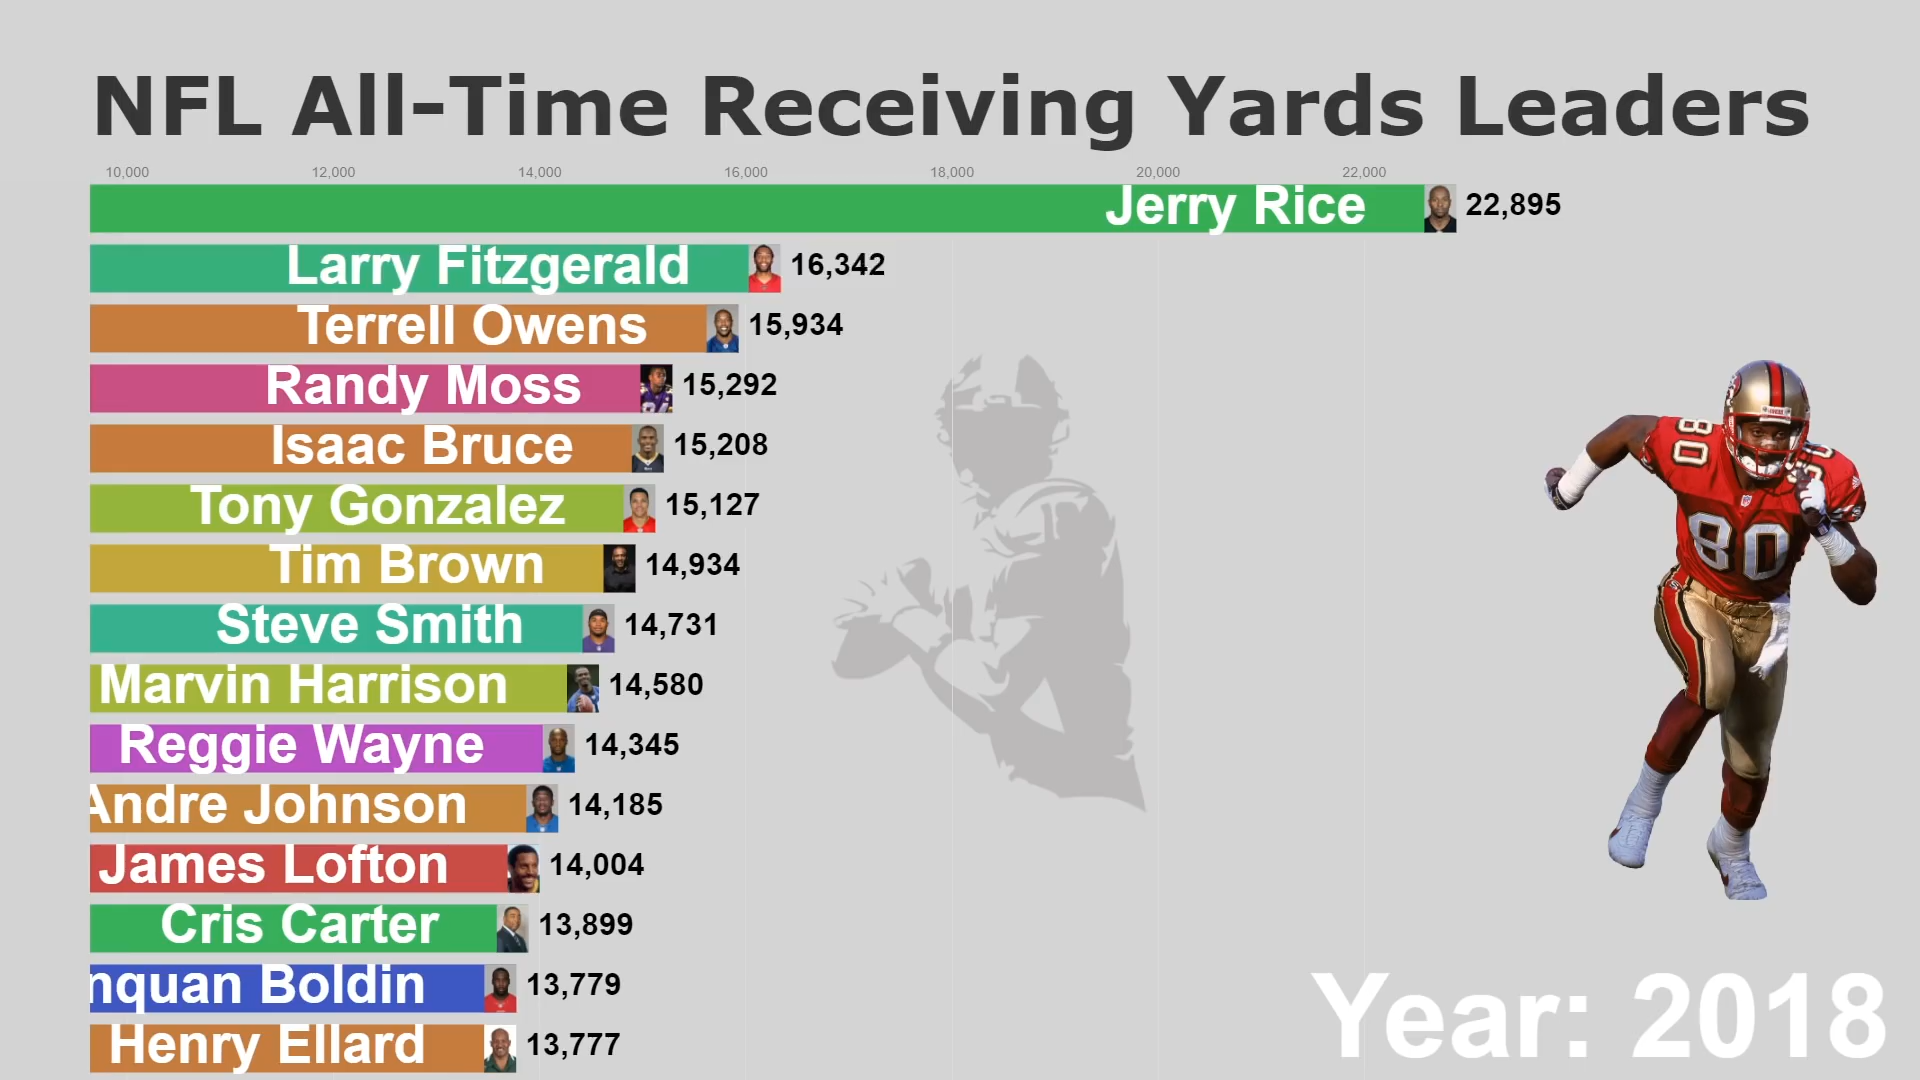 NFL All-Time Receiving Yards Leaders
10,000 12,000 14,000 16,000 18,000 20,000 22,000
Jerry Rice 22,895
Larry Fitzgerald 16,342
Terrell Owens 15,934
Randy Moss 15,292
Isaac Bruce 15,208
Tony Gonzalez 15,127
Tim Brown 14,934
Steve Smith 14,731
Marvin Harrison 14,580
Reggie Wayne 14,345
Andre Johnson 14,185
James Lofton 14,004
Cris Carter 13,899
nquan Boldin 13,779
Henry Ellard 13,777
80
80
Year: 2018